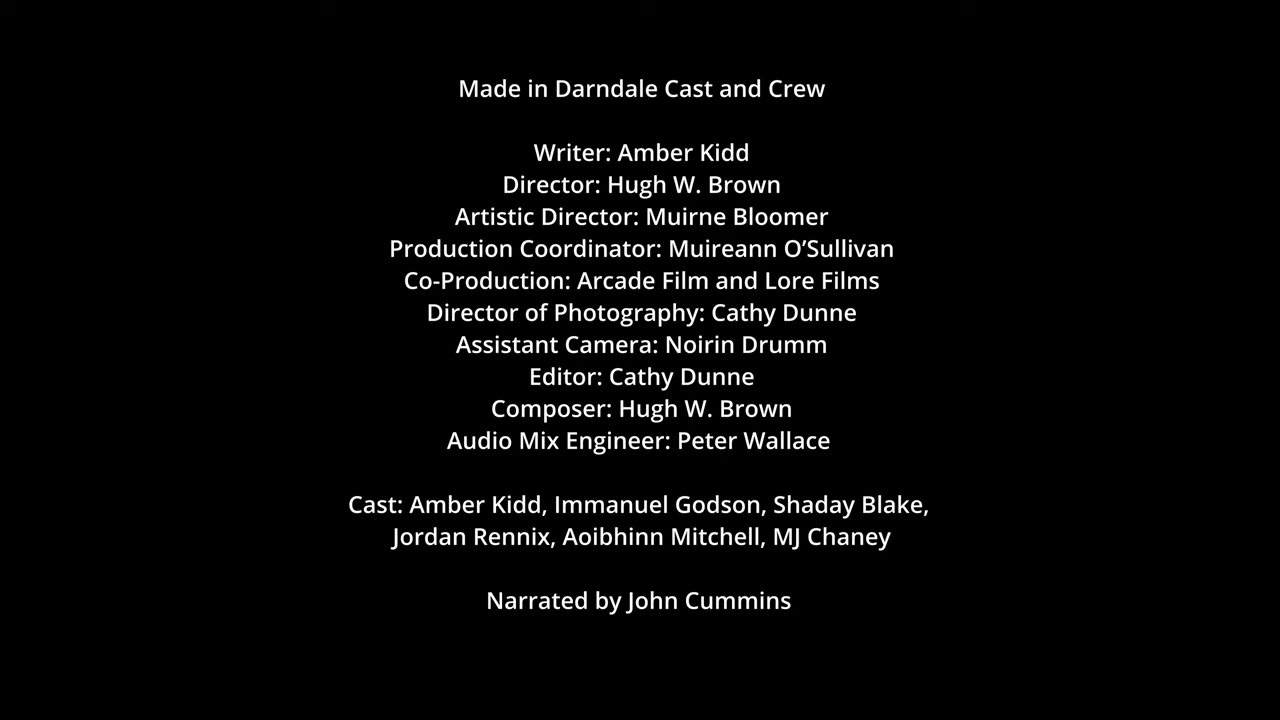 Made in Darndale Cast and Crew
Writer: Amber Kidd
Director: Hugh W. Brown
Artistic Director: Muirne Bloomer
Production Coordinator: Muireann O’Sullivan
Co-Production: Arcade Film and Lore Films
Director of Photography: Cathy Dunne
Assistant Camera: Noirin Drumm
Editor: Cathy Dunne
Composer: Hugh W. Brown
Audio Mix Engineer: Peter Wallace
Cast: Amber Kidd, Immanuel Godson, Shaday Blake,
Jordan Rennix, Aoibhinn Mitchell, MJ Chaney
Narrated by John Cummins